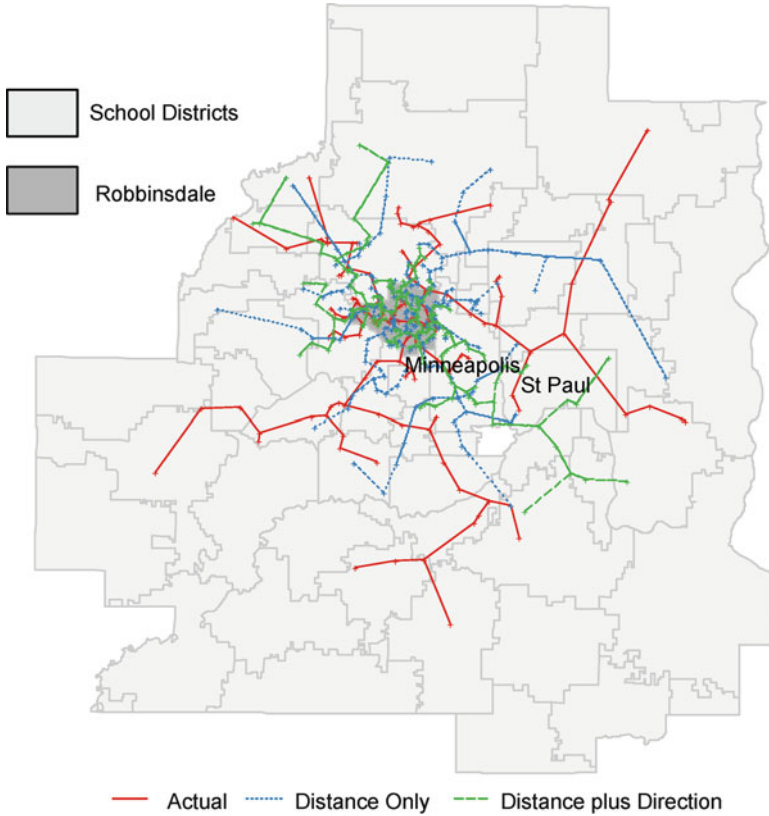 School Districts
Robbinsdale
Minneapolis
St Paul
Actual
Distance Only
Distance plus Direction